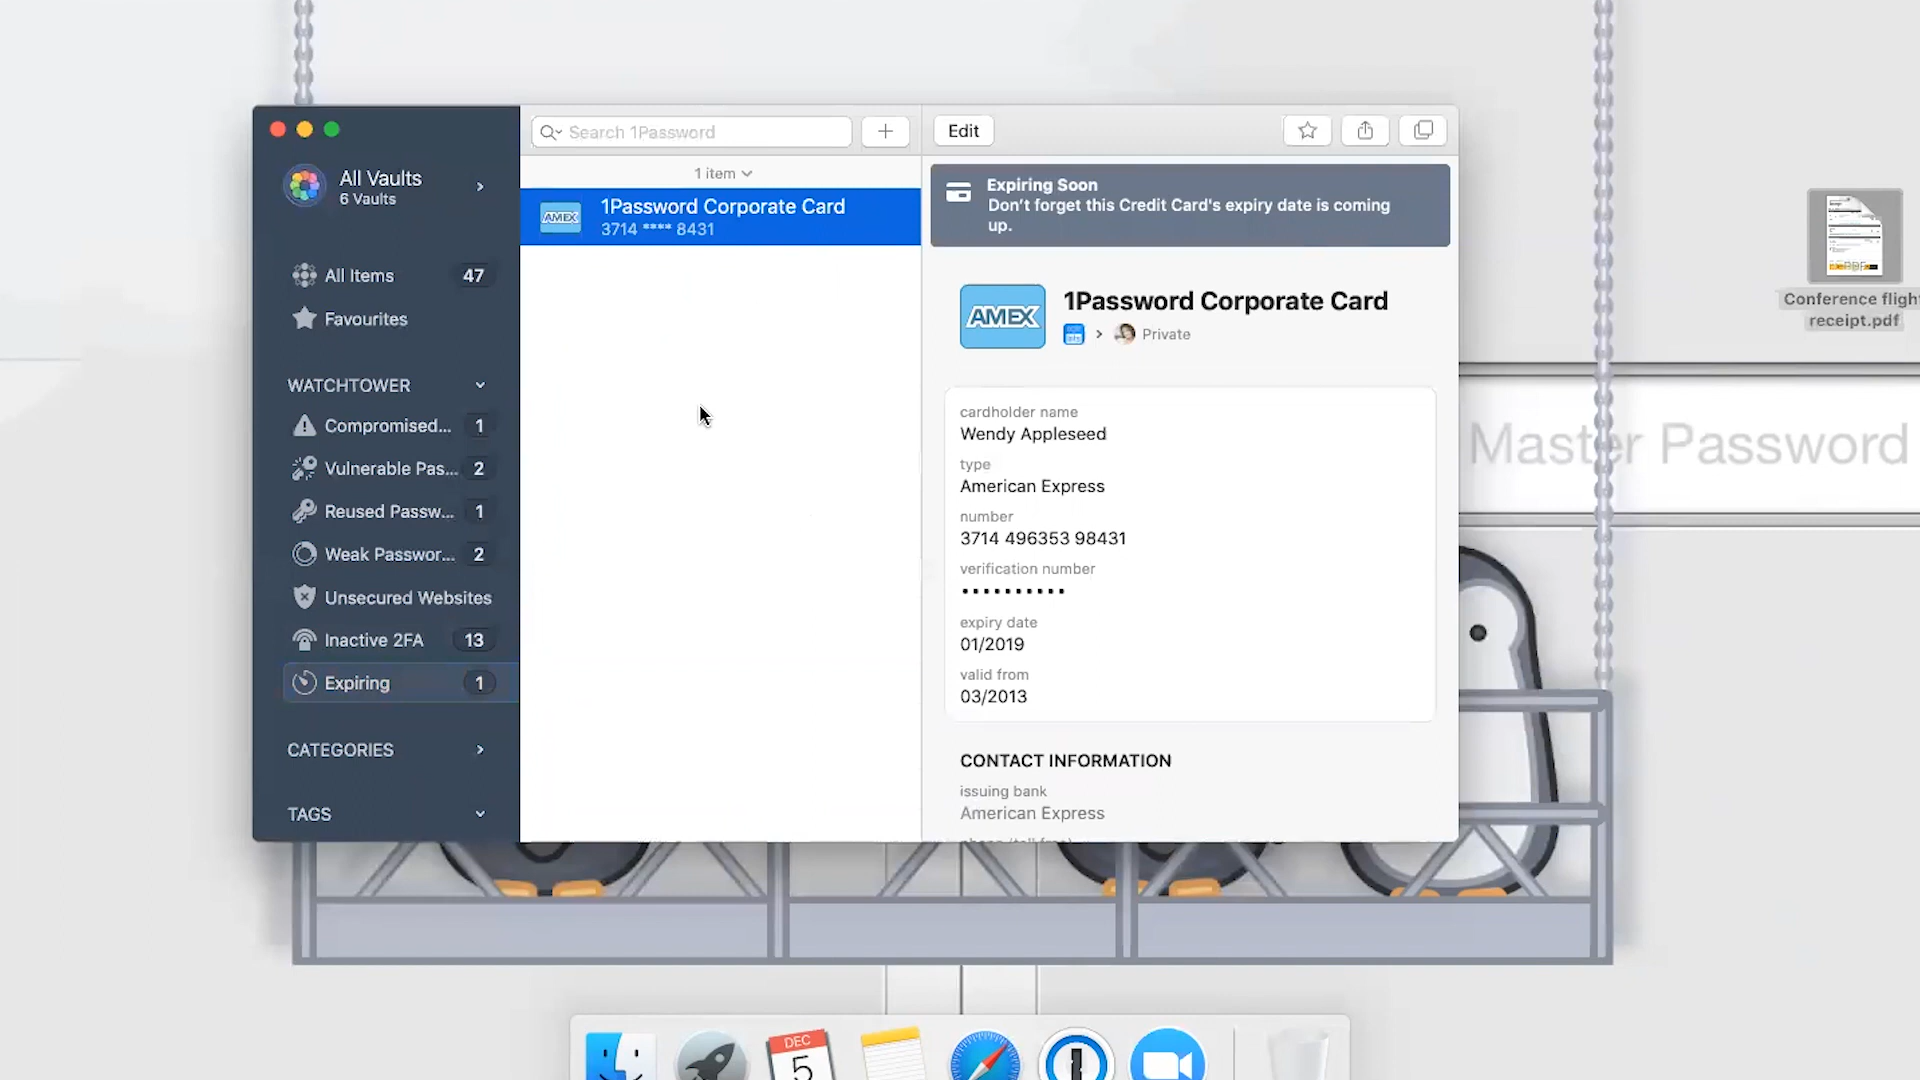 All Vaults
6 Vaults
All Items 47
Favourites
WATCHTOWER
Compromised... 1
Vulnerable Pas... 2
Reused Passw... 1
Weak Passwor... 2
Unsecured Websites
Inactive 2FA 13
Expiring 1
CATEGORIES
TAGS
Search 1Password
1 item
AMEX
1Password Corporate Card
3714 **** 8431
Edit
Expiring Soon
Don't forget this Credit Card's expiry date is coming
up.
AMEX
1Password Corporate Card
Private
cardholder name
Wendy Appleseed
type
American Express
number
3714 496353 98431
verification number
••••••••••
expiry date
01/2019
valid from
03/2013
CONTACT INFORMATION
issuing bank
American Express
PDF
Conference flight
receipt.pdf
Master Password
DEC
5